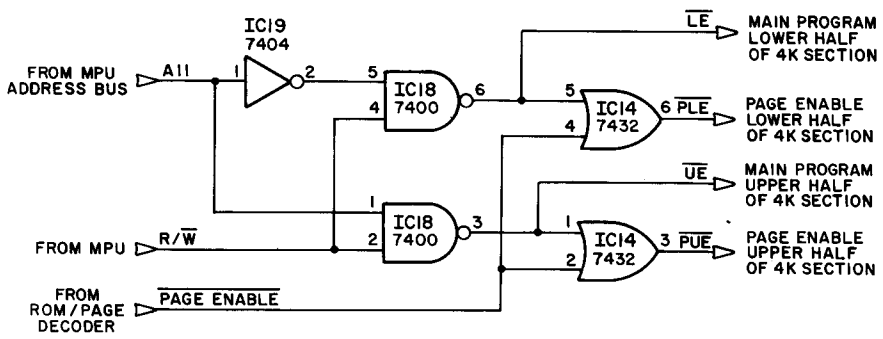 IC19
7404
FROM MPU
ADDRESS BUS
A11
1
2
5
4
IC18
7400
6
5
4
IC14
7432
6
LE
MAIN PROGRAM
LOWER HALF
OF 4K SECTION
PLE
PAGE ENABLE
LOWER HALF
OF 4K SECTION
1
2
IC18
7400
3
1
2
IC14
7432
3
UE
MAIN PROGRAM
UPPER HALF
OF 4K SECTION
PUE
PAGE ENABLE
UPPER HALF
OF 4K SECTION
FROM MPU
R/W
FROM
ROM/PAGE
DECODER
PAGE ENABLE